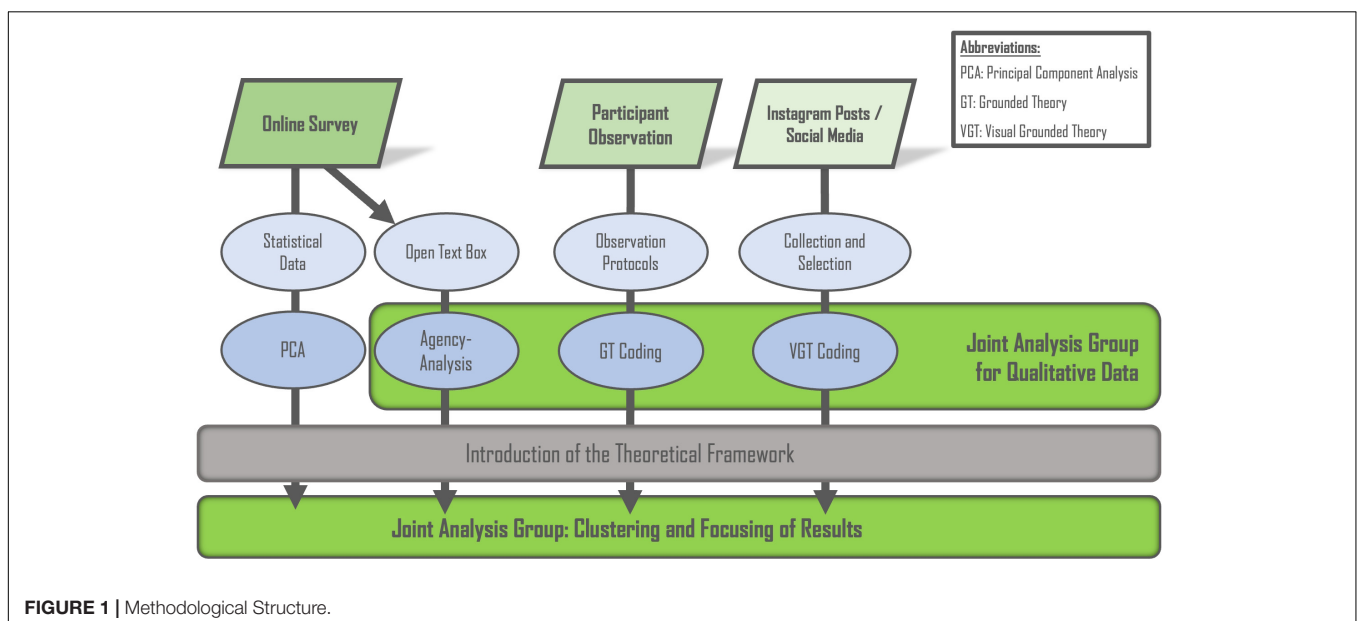 Abbreviations:
PCA: Principal Component Analysis
GT: Grounded Theory
VGT: Visual Grounded Theory
Online Survey
Participant
Observation
Instagram Posts /
Social Media
Statistical
Data
Open Text Box
Observation
Protocols
Collection and
Selection
PCA
Agency-
Analysis
GT Coding
VGT Coding
Joint Analysis Group
for Qualitative Data
Introduction of the Theoretical Framework
Joint Analysis Group: Clustering and Focusing of Results
FIGURE 1 | Methodological Structure.